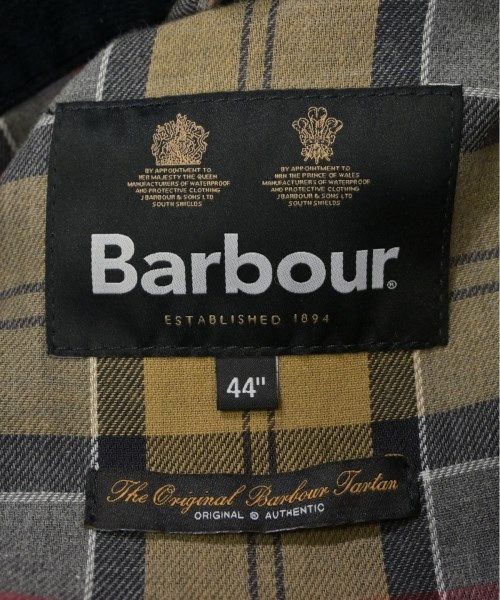 BY APPOINTMENT TO
HER MAJESTY THE QUEEN
MANUFACTURERS OF WATERPROOF
AND PROTECTIVE CLOTHING
J BARBOUR & SONS LTD
SOUTH SHIELDS
BY APPOINTMENT TO
HRH THE PRINCE OF WALES
MANUFACTURERS OF WATERPROOF
AND PROTECTIVE CLOTHING
J BARBOUR & SONS LTD
SOUTH SHIELDS
Barbour®
ESTABLISHED 1894
44"
The Original Barbour Tartan
ORIGINAL & AUTHENTIC